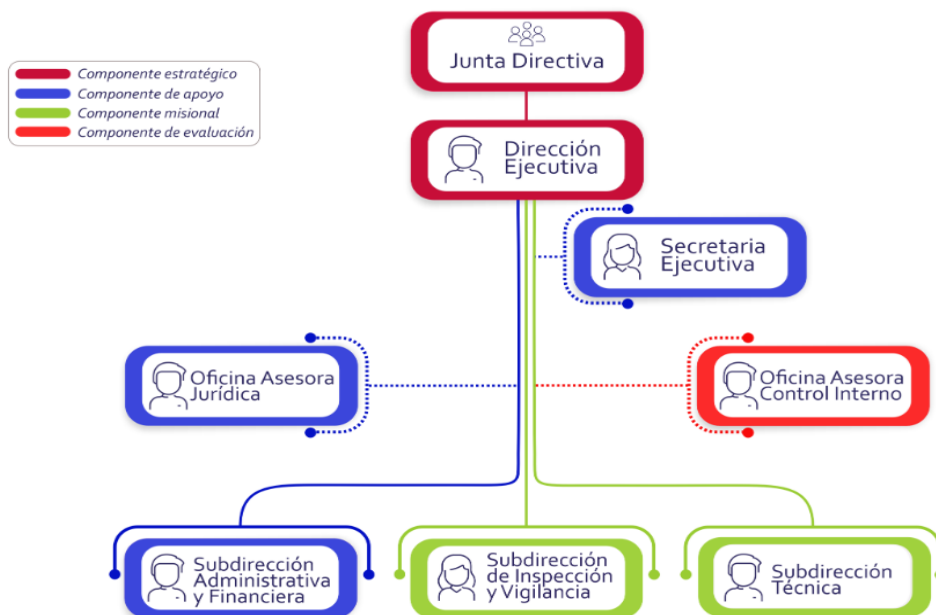 Junta Directiva
Componente estratégico
Componente de apoyo
Componente misional
Componente de evaluación
Dirección
Ejecutiva
Secretaria
Ejecutiva
Oficina Asesora
Jurídica
Oficina Asesora
Control Interno
Subdirección
Administrativa
y Financiera
Subdirección
de Inspección
y Vigilancia
Subdirección
Técnica